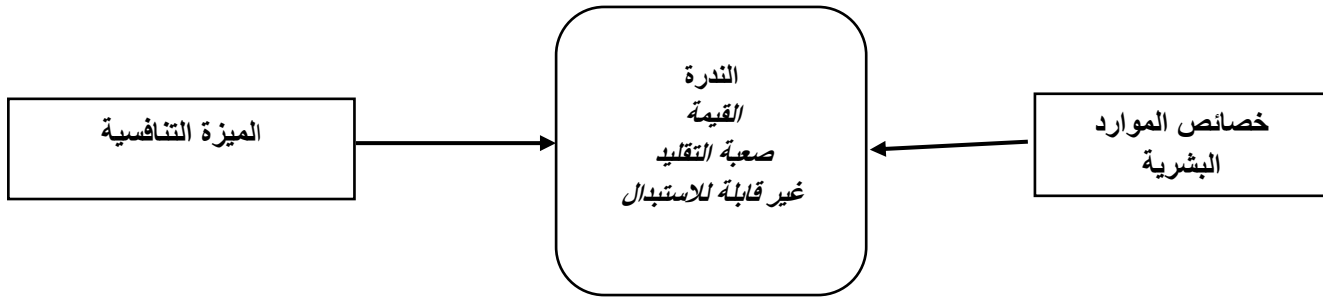 خصائص الموارد
البشرية
الندرة
القيمة
صعبة التقليد
غير قابلة للاستبدال
الميزة التنافسية